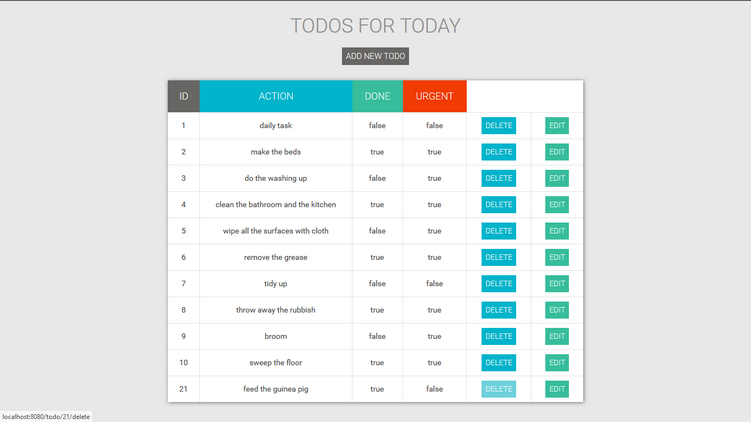 TODOS FOR TODAY
ADD NEW TODO
ID ACTION DONE URGENT
1 daily task false false DELETE EDIT
2 make the beds true true DELETE EDIT
3 do the washing up false true DELETE EDIT
4 clean the bathroom and the kitchen true true DELETE EDIT
5 wipe all the surfaces with cloth false true DELETE EDIT
6 remove the grease true true DELETE EDIT
7 tidy up false false DELETE EDIT
8 throw away the rubbish true true DELETE EDIT
9 broom false true DELETE EDIT
10 sweep the floor true true DELETE EDIT
21 feed the guinea pig true false DELETE EDIT
localhost:8080/todo/21/delete